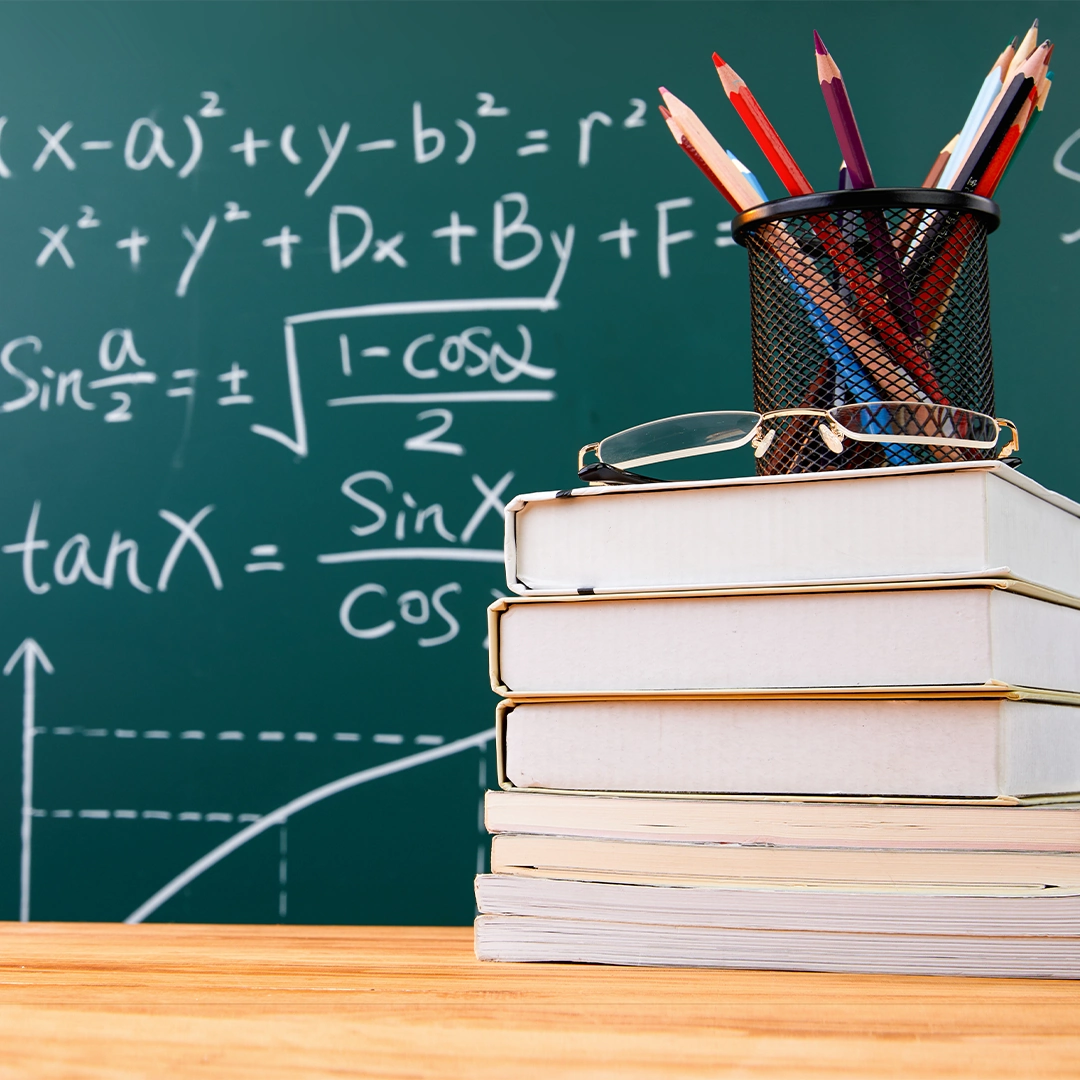 (x-a)²+(y-b)²=r²
x²+y²+Dx+By+F=
Sin a/2 = ± √((1-cosα)/2)
tanX = SinX/Cos